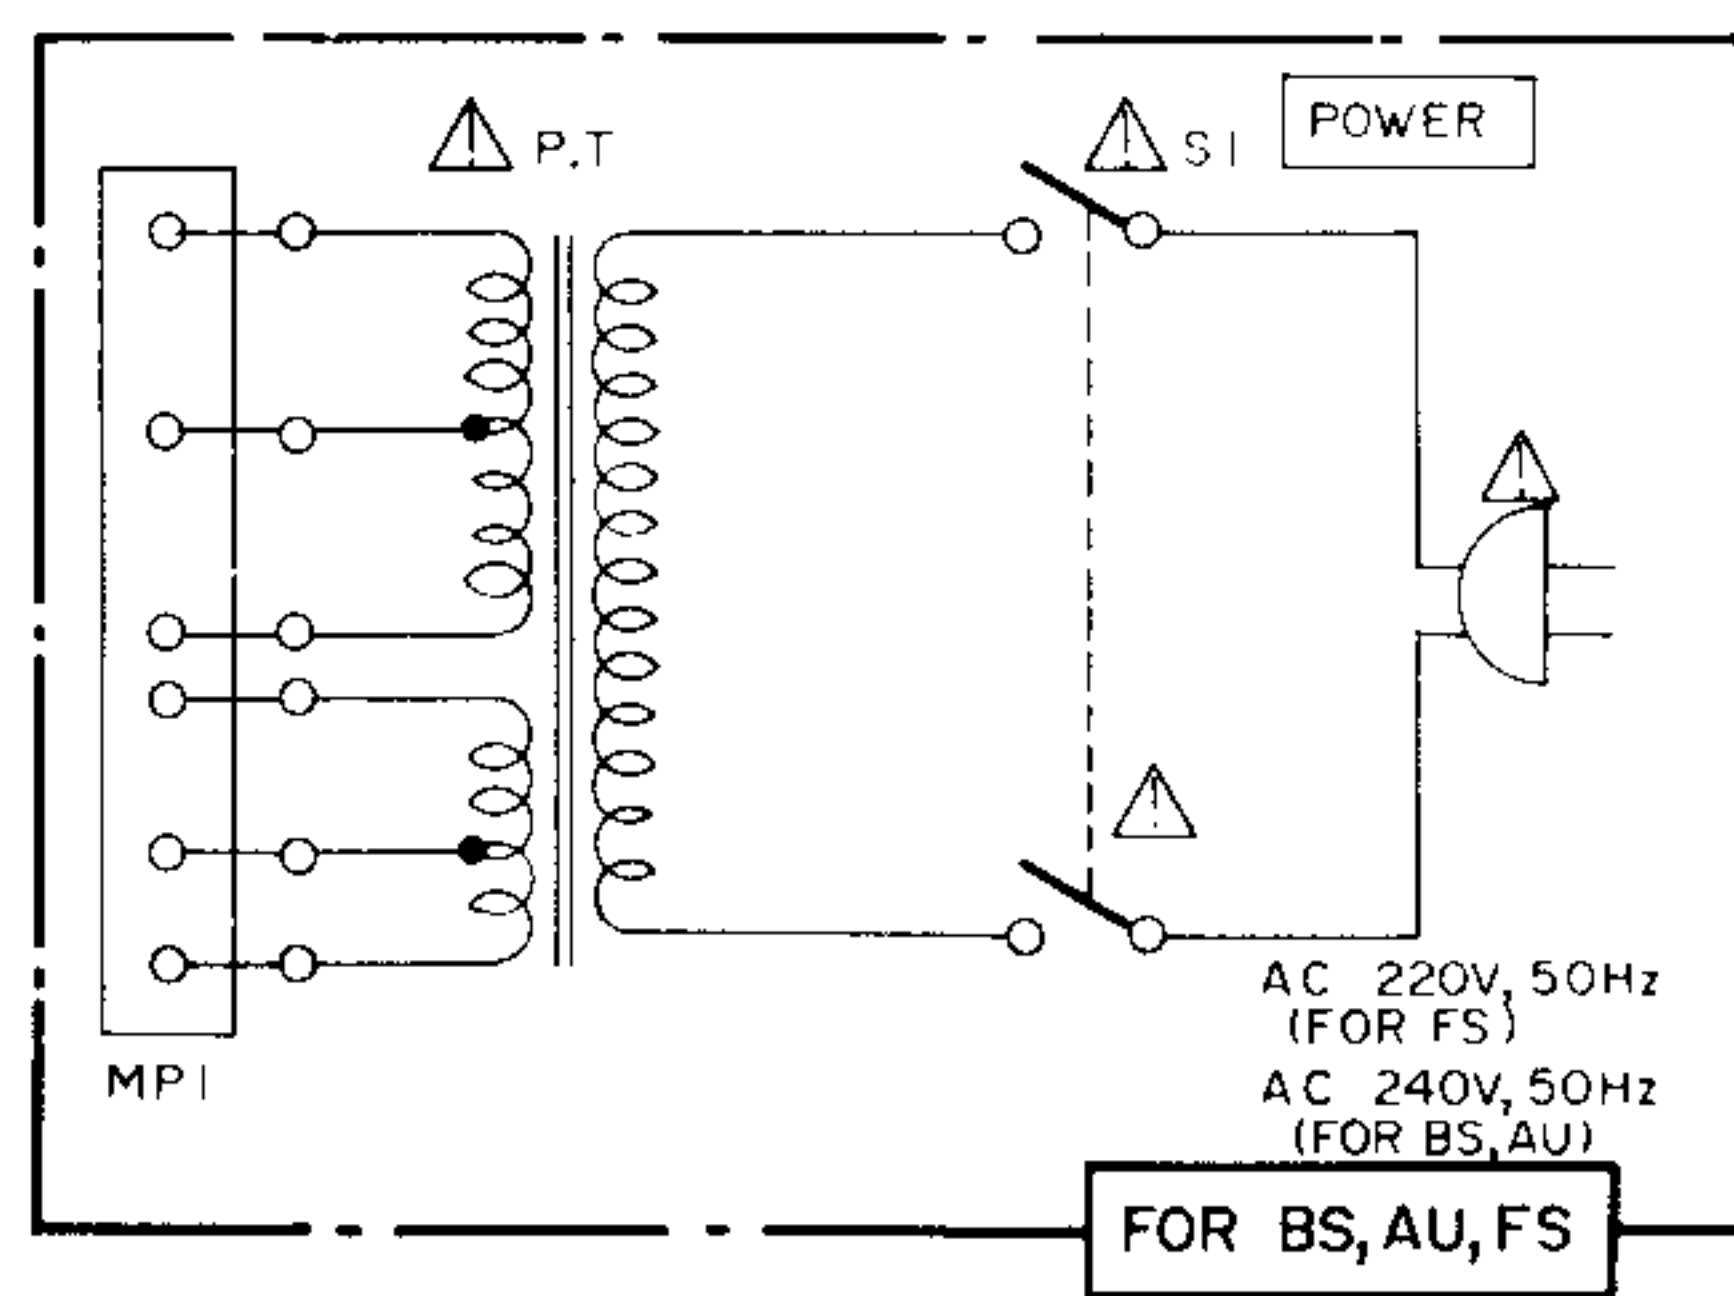 P.T
S1
POWER
MP1
AC 220V, 50Hz
(FOR FS)
AC 240V, 50Hz
(FOR BS, AU)
FOR BS, AU, FS